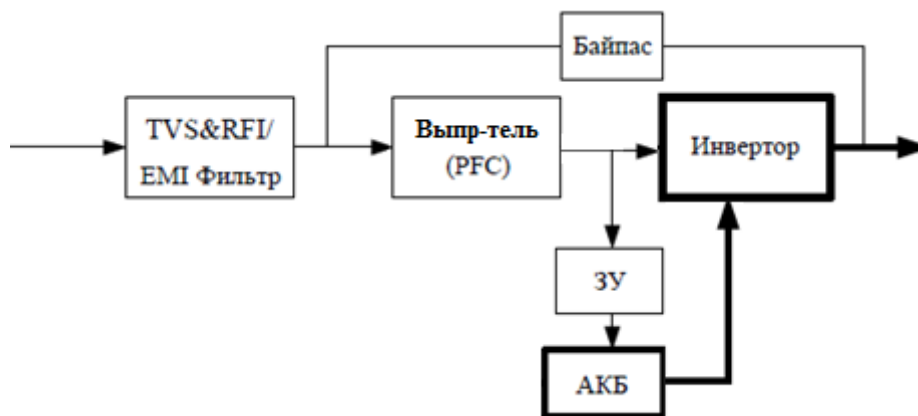 Байпас
TVS&RFI/
EMI Фильтр
Выпр-тель
(PFC)
Инвертор
ЗУ
АКБ